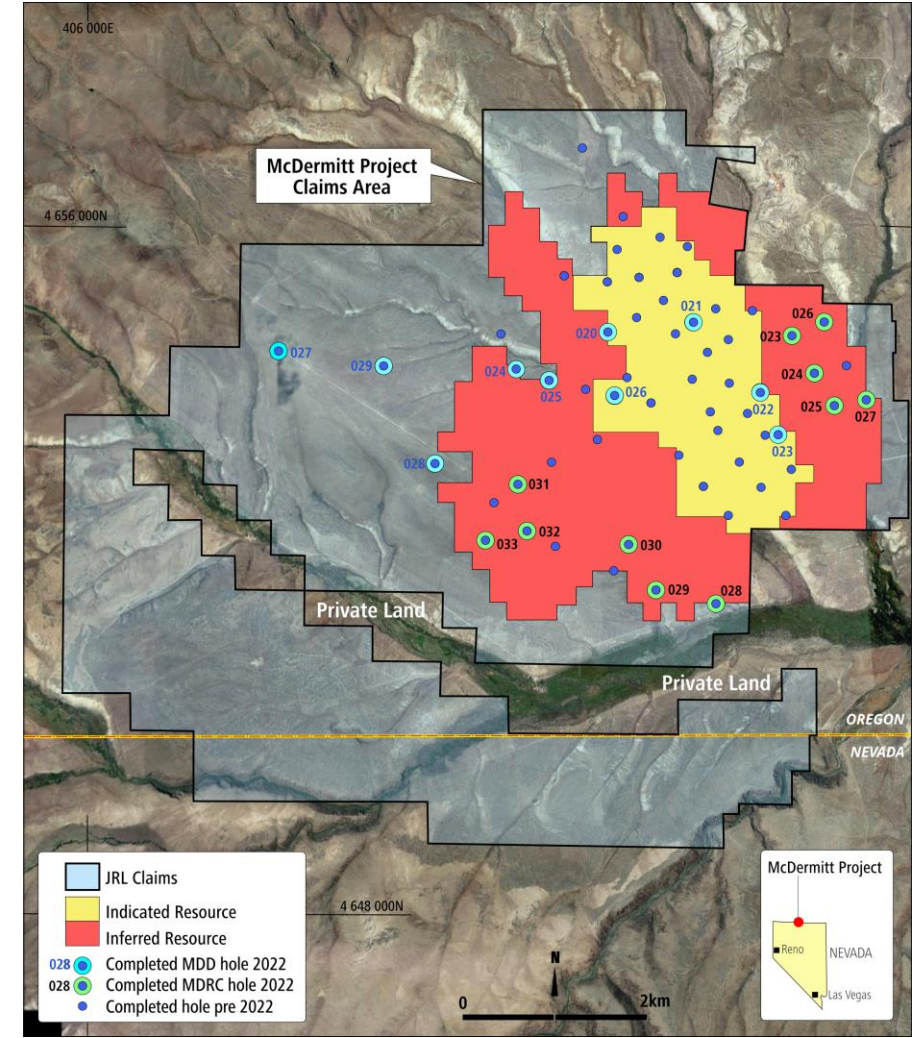 406 000E
McDermitt Project
Claims Area
4 656 000N
026
021
020
023
027
029
024
024
025
026
022
025
027
023
028
031
032
033
030
029
028
Private Land
Private Land
OREGON
NEVADA
JRL Claims
Indicated Resource
Inferred Resource
028 Completed MDD hole 2022
028 Completed MDRC hole 2022
Completed hole pre 2022
4 648 000N
N
0 2km
McDermitt Project
Reno
NEVADA
Las Vegas